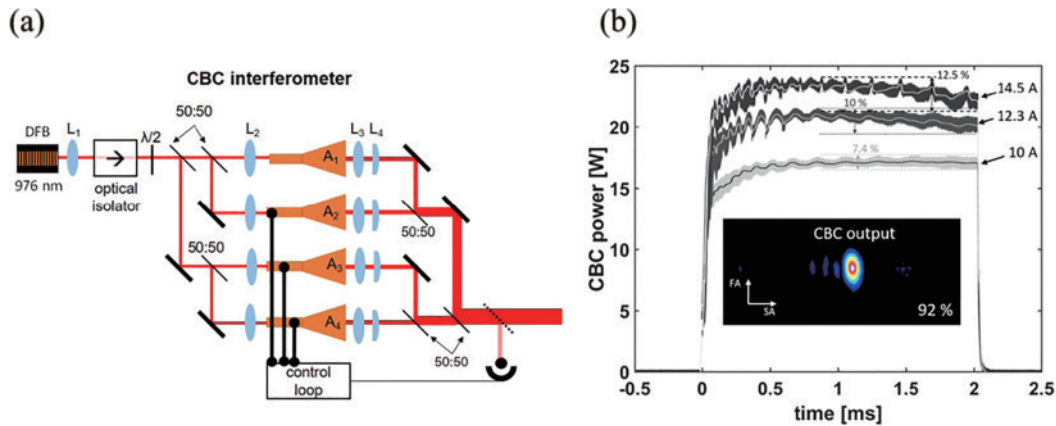 (a)
CBC interferometer
DFB
L1
λ/2
50:50
L2
L3 L4
A1
976 nm
optical
isolator
A2
50:50
50:50
A3
A4
50:50
control
loop
(b)
CBC power [W]
25
20
15
10
5
0
12.5 %
14.5 A
10 %
12.3 A
7.4 %
10 A
CBC output
FA
SA
92 %
-0.5 0 0.5 1 1.5 2 2.5
time [ms]